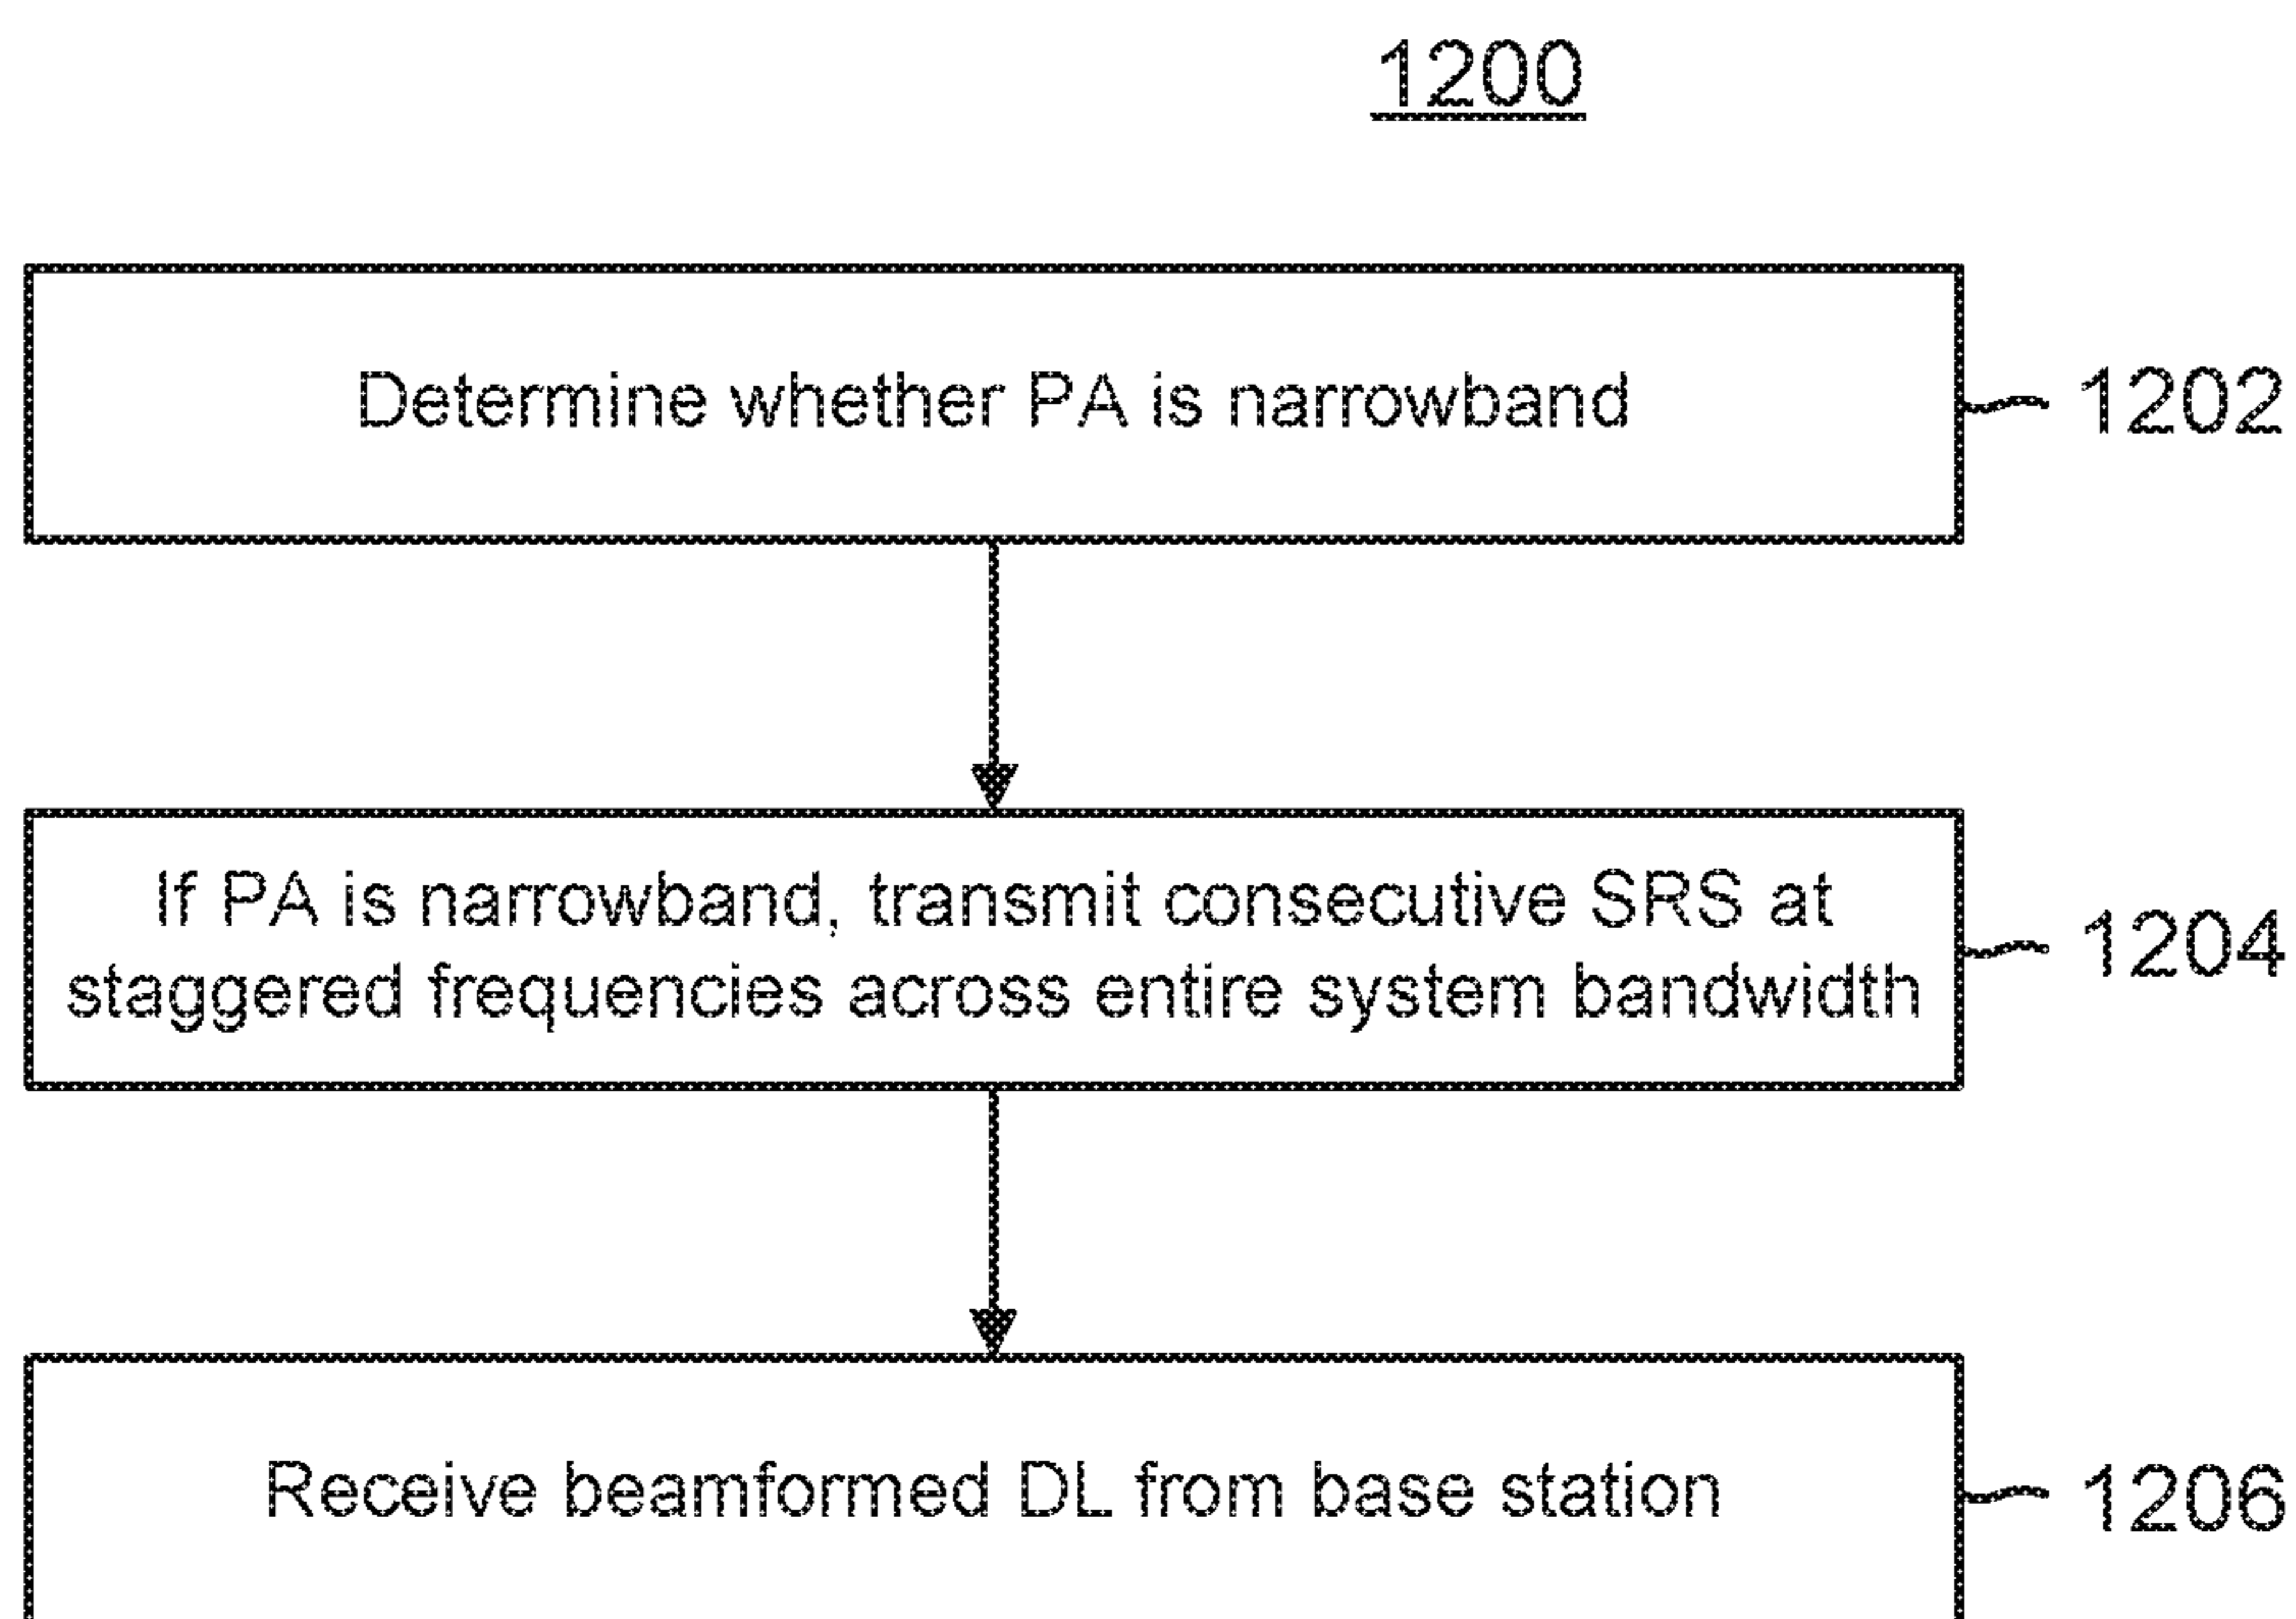 1200
Determine whether PA is narrowband
1202
If PA is narrowband, transmit consecutive SRS at
staggered frequencies across entire system bandwidth
1204
Receive beamformed DL from base station
1206